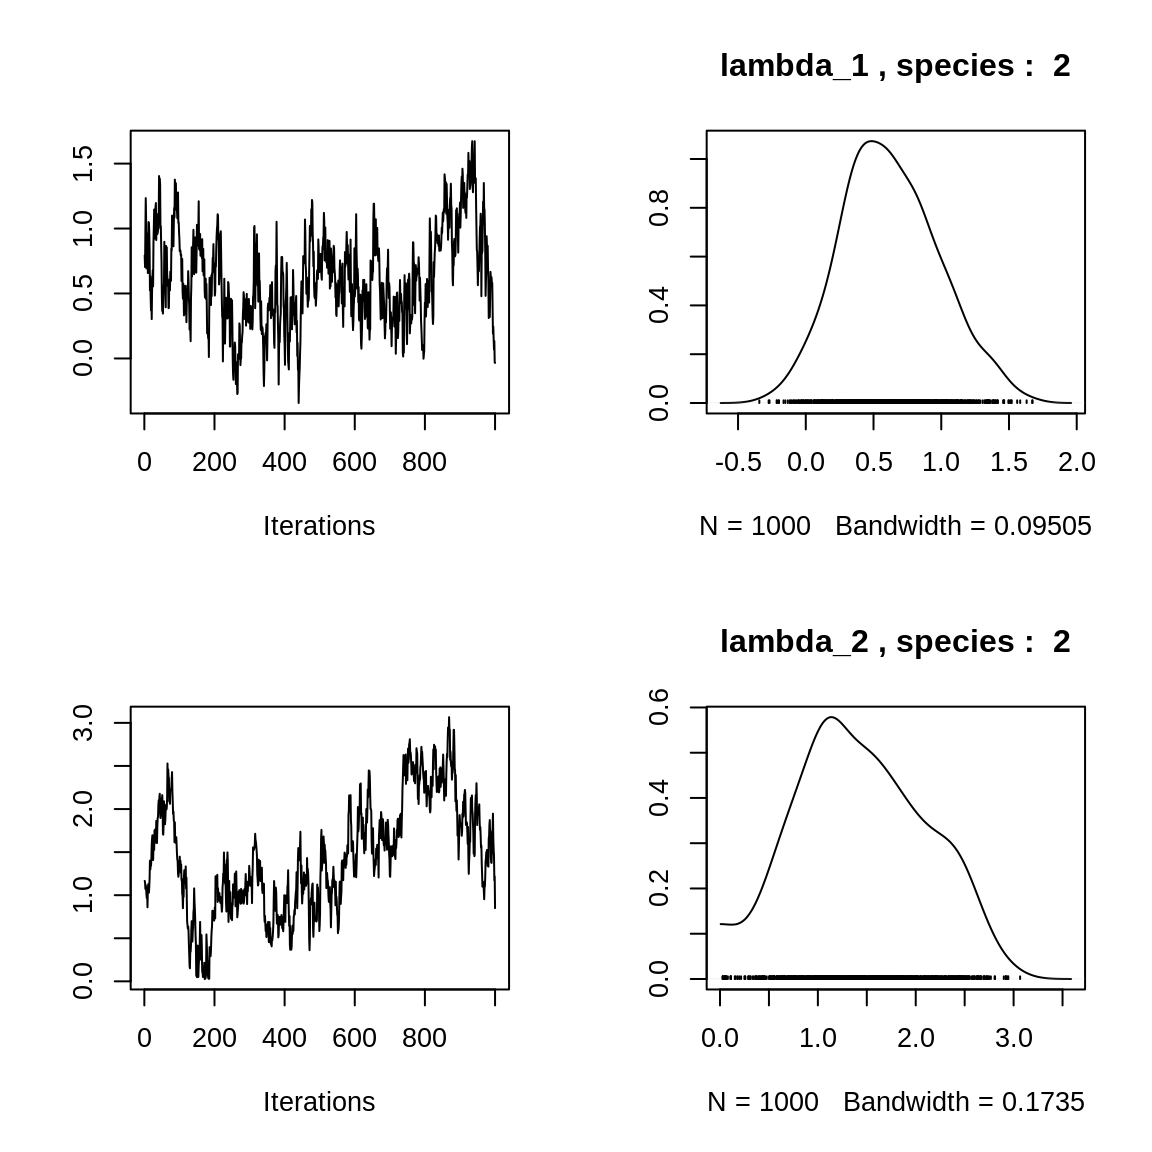 lambda_1 , species :  2
0.0 0.5 1.0 1.5
0 200 400 600 800
Iterations
0.0 0.4 0.8
-0.5 0.0 0.5 1.0 1.5 2.0
N = 1000   Bandwidth = 0.09505
lambda_2 , species :  2
0.0 1.0 2.0 3.0
0 200 400 600 800
Iterations
0.0 0.2 0.4 0.6
0.0 1.0 2.0 3.0
N = 1000   Bandwidth = 0.1735